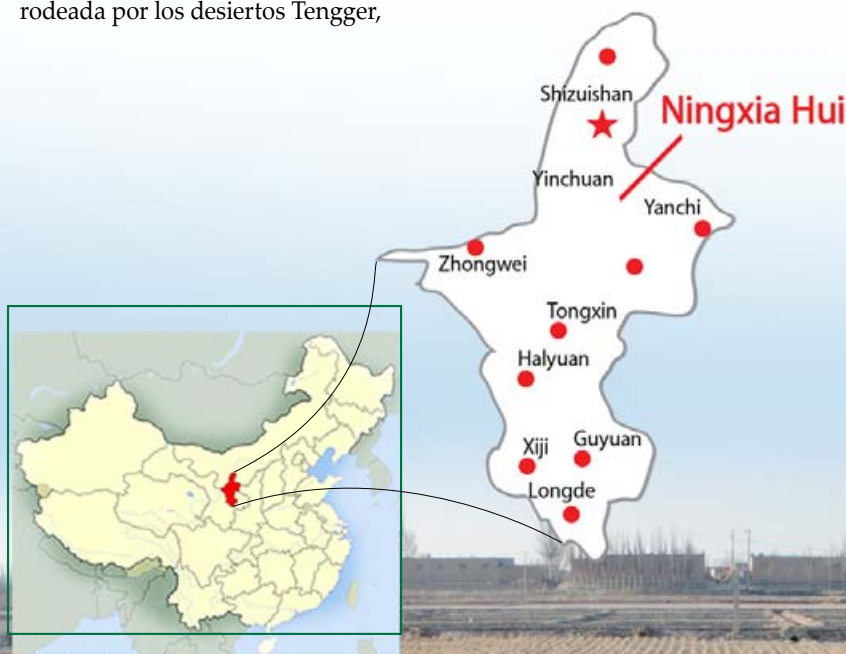 rodeada por los desiertos Tengger,
Shizuishan
Ningxia Hui
Yinchuan
Yanchi
Zhongwei
Tongxin
Halyuan
Xiji
Guyuan
Longde